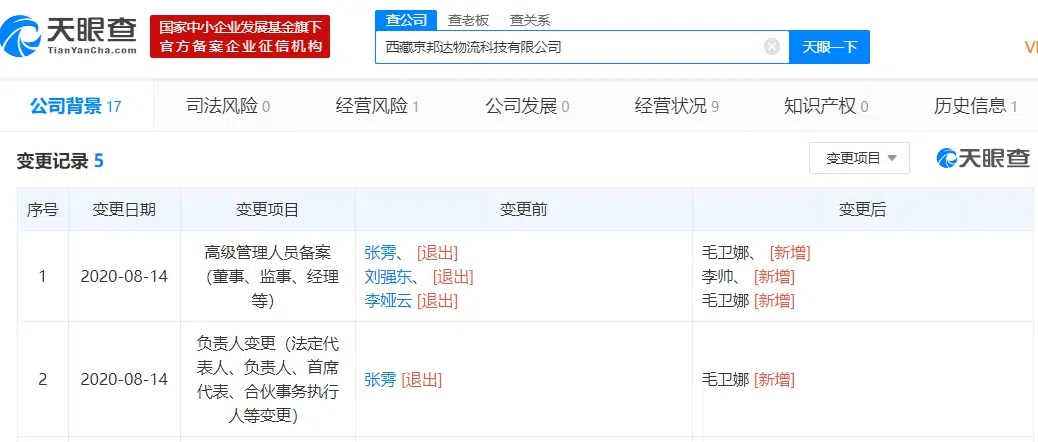 天眼查
TianYanCha.com
国家中小企业发展基金旗下
官方备案企业征信机构
查公司 查老板 查关系
西藏京邦达物流科技有限公司
天眼一下
公司背景 17 司法风险 0 经营风险 1 公司发展 0 经营状况 9 知识产权 0 历史信息 1
变更记录 5
变更项目
天眼查
序号 变更日期 变更项目 变更前 变更后
1 2020-08-14
高级管理人员备案
(董事、监事、经理
等)
张雱、 [退出]
刘强东、 [退出]
李娅云 [退出]
毛卫娜、 [新增]
李帅、 [新增]
毛卫娜 [新增]
2 2020-08-14
负责人变更(法定代
表人、负责人、首席
代表、合伙事务执行
人等变更)
张雱 [退出]
毛卫娜 [新增]